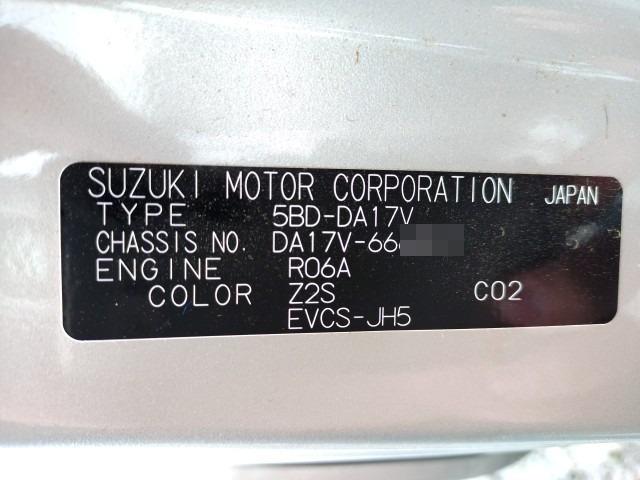 SUZUKI MOTOR CORPORATION JAPAN
TYPE 5BD-DA17V
CHASSIS NO. DA17V-66
ENGINE R06A
COLOR Z2S C02
EVCS-JH5